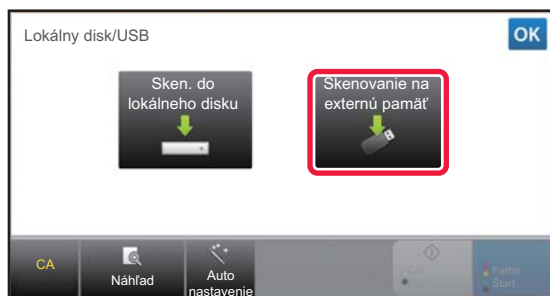 Lokálny disk/USB
OK
Sken. do
lokálneho disku
Skenovanie na
externú pamäť
CA
Náhľad
Auto
nastavenie
Farba
Štart